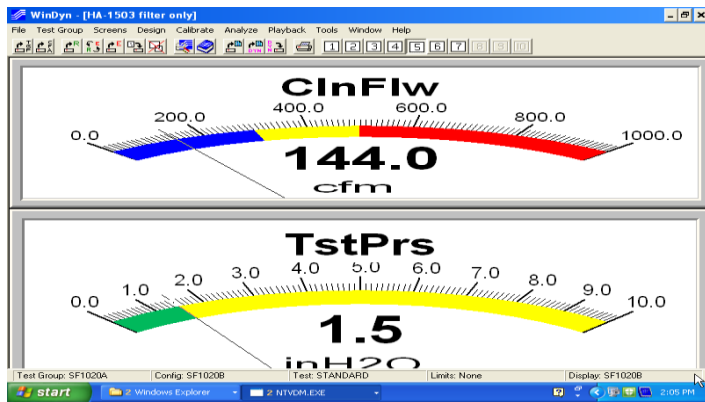 WinDyn - [HA-1503 filter only]
File Test Group Screens Design Calibrate Analyze Playback Tools Window Help
1 2 3 4 5 6 7 8 9 10
ClnFlw
0.0 200.0 400.0 600.0 800.0 1000.0
144.0
cfm
TstPrs
0.0 1.0 2.0 3.0 4.0 5.0 6.0 7.0 8.0 9.0 10.0
1.5
inH2O
Test Group: SF1020A Config: SF1020B Test: STANDARD Limits: None Display: SF1020B
start 2 Windows Explorer 2 NTVDM.EXE 2:05 PM